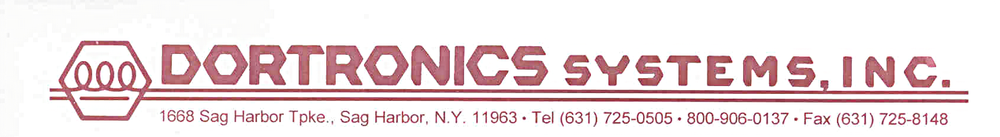 DORTRONICS SYSTEMS, INC.
1668 Sag Harbor Tpke., Sag Harbor, N.Y. 11963 • Tel (631) 725-0505 • 800-906-0137 • Fax (631) 725-8148